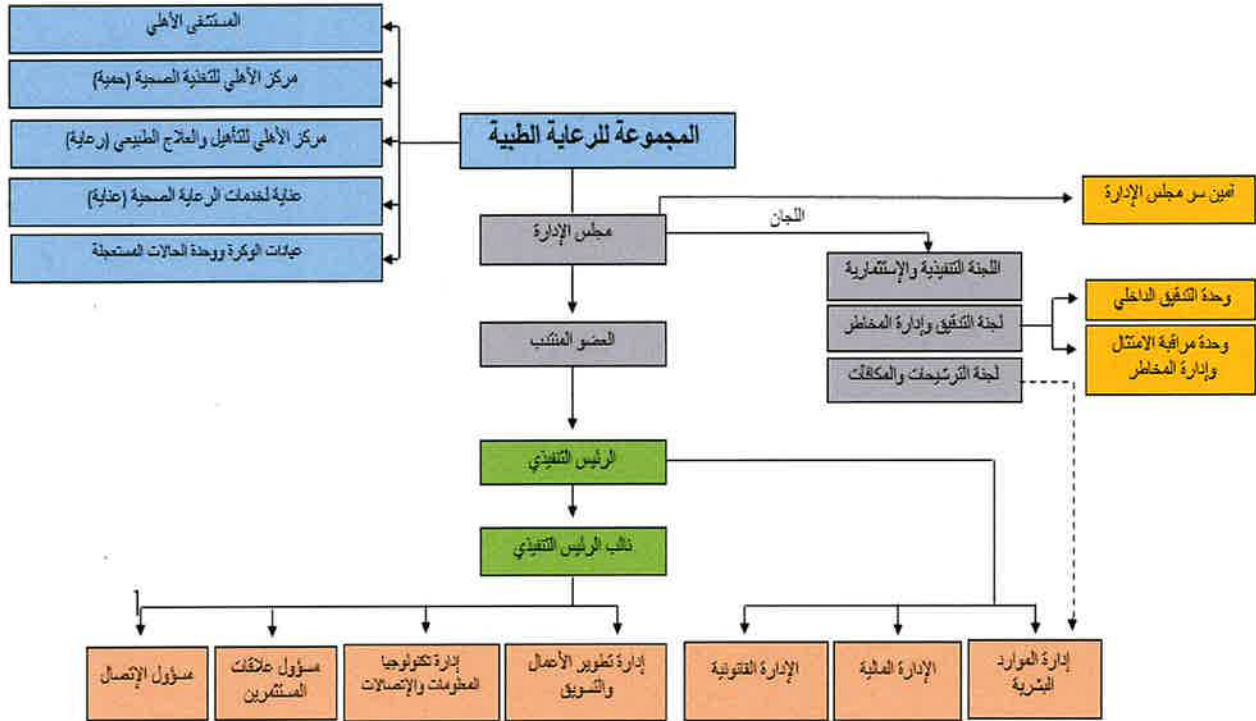 المستشفى الأهلي
مركز الأهلي للتغذية الصحية (حمية)
مركز الأهلي للتأهيل والعلاج الطبيعي (رعاية)
عناية لخدمات الرعاية الصحية (عناية)
عيادات الوكرة ووحدة الحالات المستعجلة
المجموعة للرعاية الطبية
أمين سر مجلس الإدارة
مجلس الإدارة
اللجان
اللجنة التنفيذية والإستثمارية
لجنة التدقيق وإدارة المخاطر
لجنة الترشيحات والمكافآت
وحدة التدقيق الداخلي
وحدة مراقبة الامتثال
وإدارة المخاطر
العضو المنتدب
الرئيس التنفيذي
نائب الرئيس التنفيذي
إدارة الموارد
البشرية
الإدارة المالية
الإدارة القانونية
إدارة تطوير الأعمال
والتسويق
إدارة تكنولوجيا
المعلومات والإتصالات
مسؤول علاقات
المستثمرين
مسؤول الإتصال